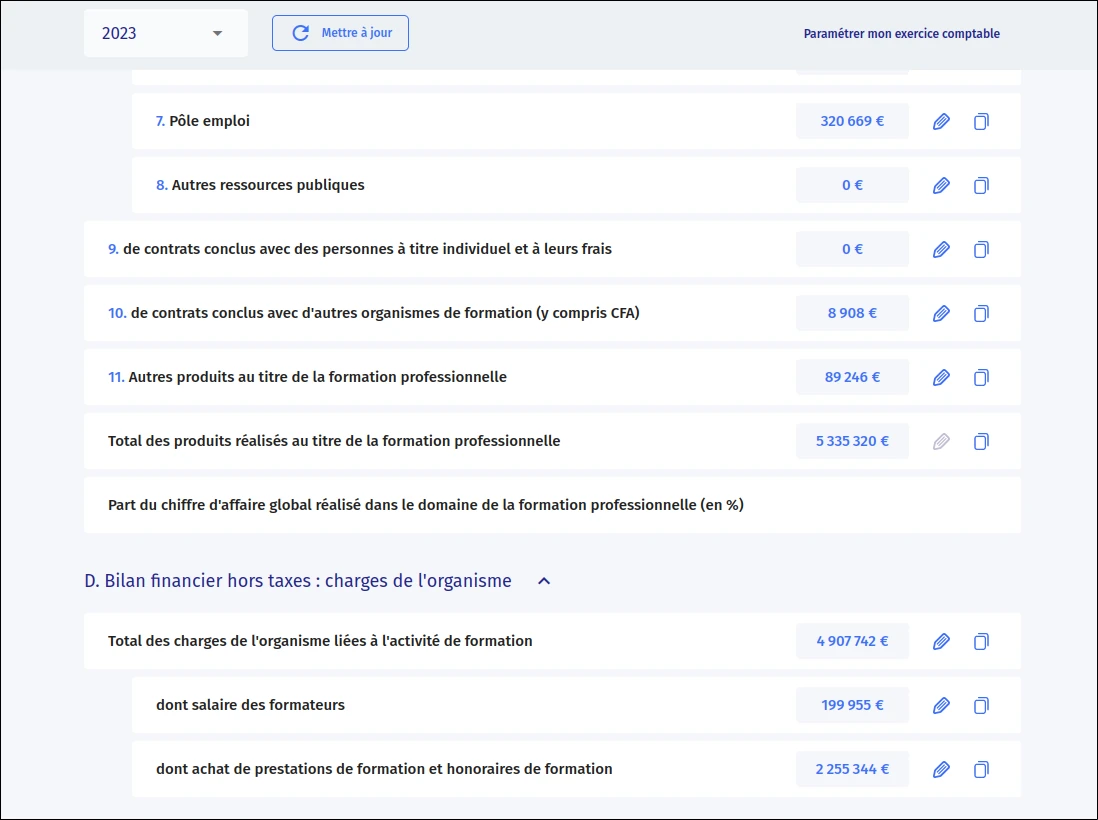 2023
Mettre à jour
Paramétrer mon exercice comptable
7. Pôle emploi 320 669 €
8. Autres ressources publiques 0 €
9. de contrats conclus avec des personnes à titre individuel et à leurs frais 0 €
10. de contrats conclus avec d'autres organismes de formation (y compris CFA) 8 908 €
11. Autres produits au titre de la formation professionnelle 89 246 €
Total des produits réalisés au titre de la formation professionnelle 5 335 320 €
Part du chiffre d'affaire global réalisé dans le domaine de la formation professionnelle (en %)
D. Bilan financier hors taxes : charges de l'organisme
Total des charges de l'organisme liées à l'activité de formation 4 907 742 €
dont salaire des formateurs 199 955 €
dont achat de prestations de formation et honoraires de formation 2 255 344 €